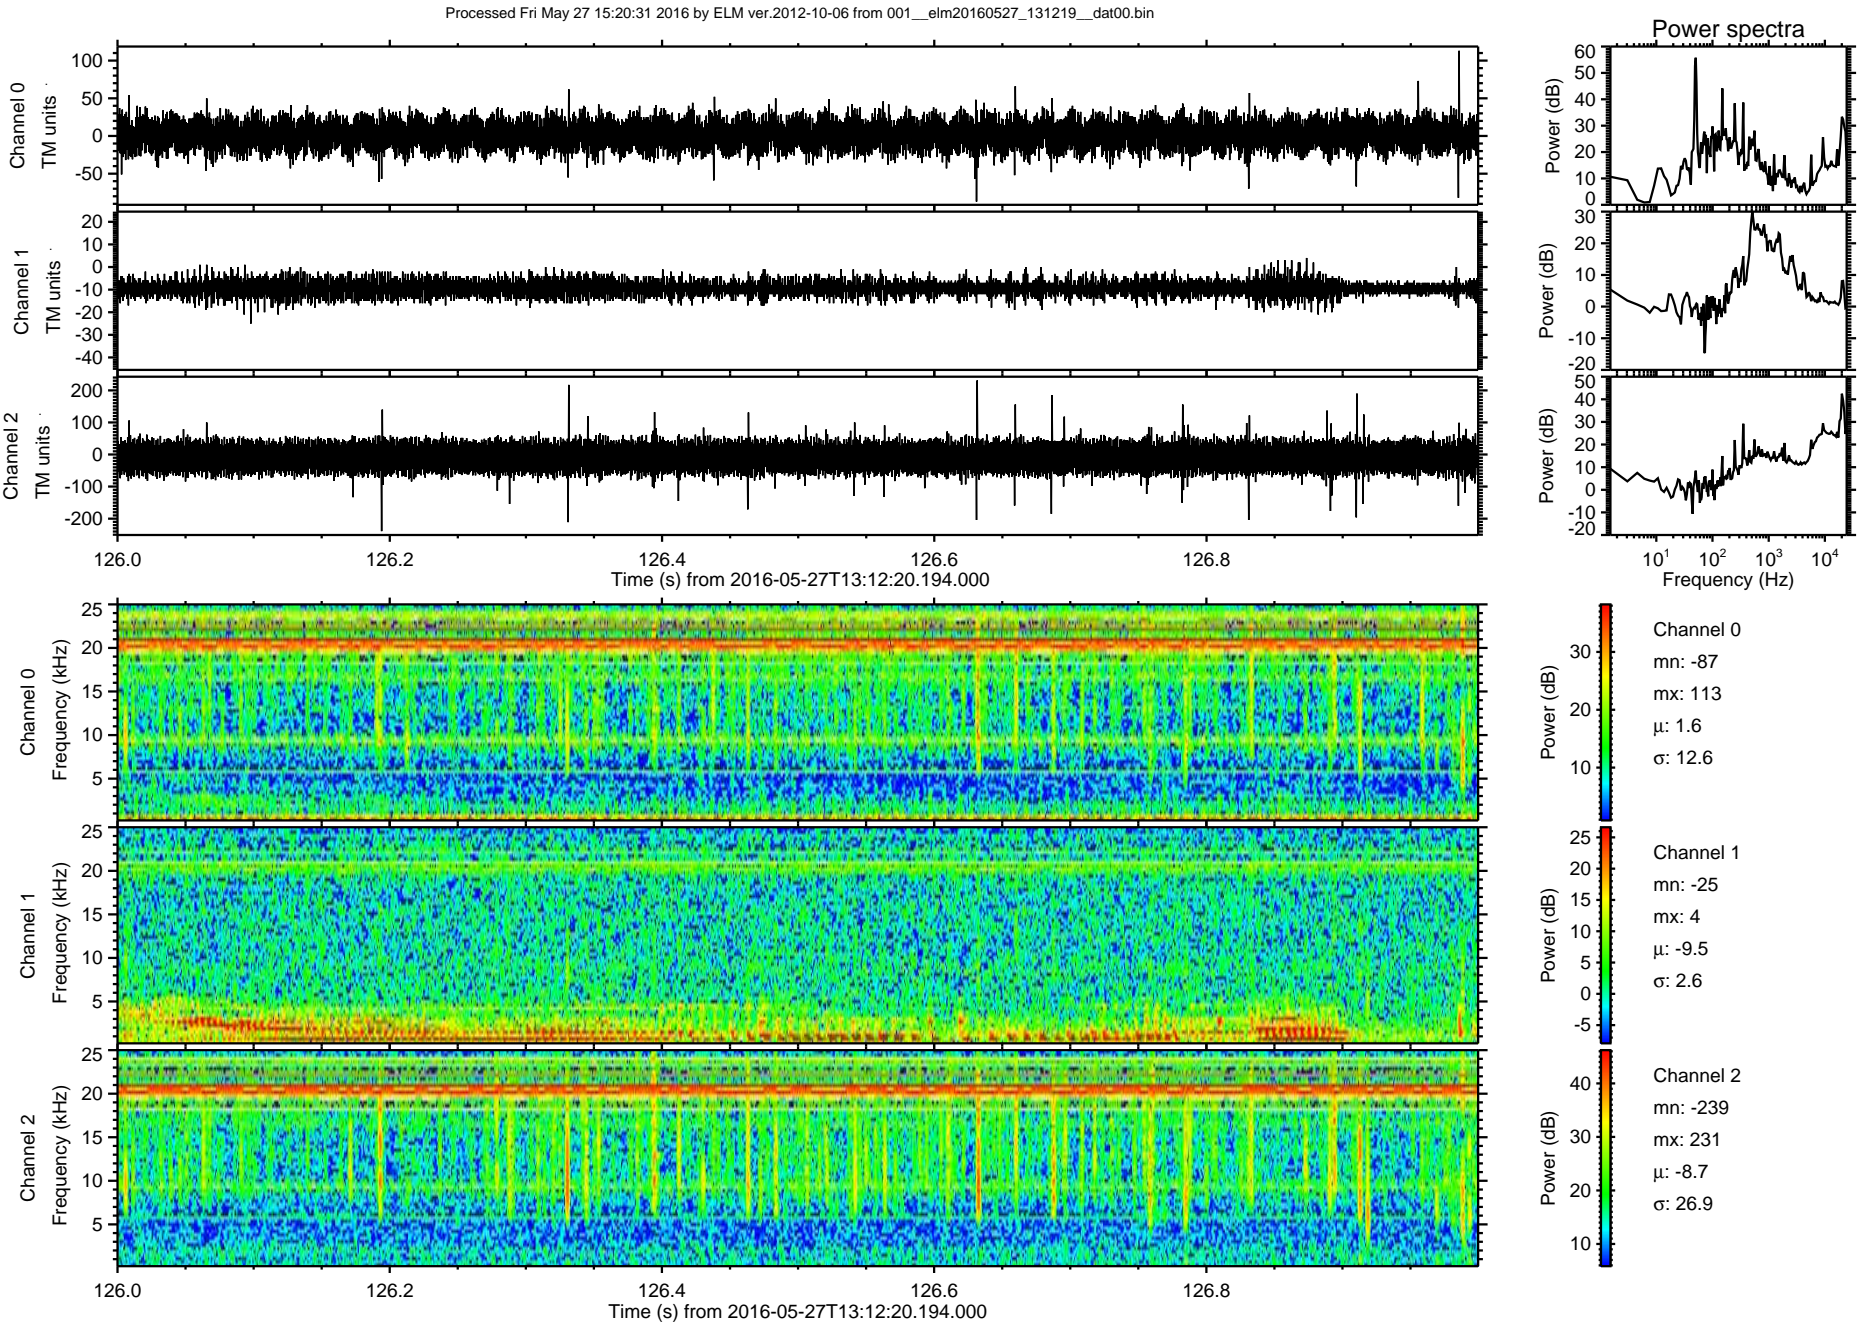 Processed Fri May 27 15:20:31 2016 by ELM ver.2012-10-06 from 001__elm20160527_131219__dat00.bin
Power spectra
Channel 0
TM units
100
50
0
-50
Power (dB)
60
50
40
30
20
10
0
Channel 1
TM units
20
10
0
-10
-20
-30
-40
Power (dB)
30
20
10
0
-10
-20
Channel 2
TM units
200
100
0
-100
-200
Power (dB)
50
40
30
20
10
0
-10
-20
126.0 126.2 126.4 126.6 126.8
Time (s) from 2016-05-27T13:12:20.194.000
10¹ 10² 10³ 10⁴
Frequency (Hz)
Channel 0
Frequency (kHz)
25
20
15
10
5
Power (dB)
30
20
10
Channel 0
mn: -87
mx: 113
μ: 1.6
σ: 12.6
Channel 1
Frequency (kHz)
25
20
15
10
5
Power (dB)
25
20
15
10
5
0
-5
Channel 1
mn: -25
mx: 4
μ: -9.5
σ: 2.6
Channel 2
Frequency (kHz)
25
20
15
10
5
Power (dB)
40
30
20
10
Channel 2
mn: -239
mx: 231
μ: -8.7
σ: 26.9
126.0 126.2 126.4 126.6 126.8
Time (s) from 2016-05-27T13:12:20.194.000